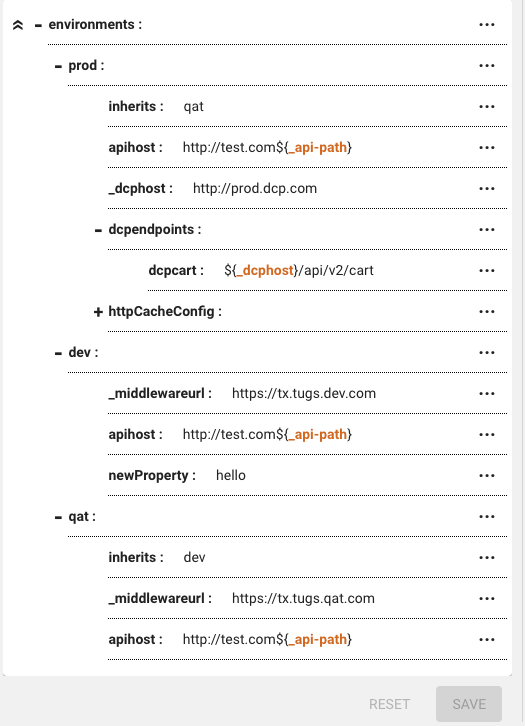 environments :
prod :
inherits : qat
apihost : http://test.com${_api-path}
_dcphost : http://prod.dcp.com
dcpendpoints :
dcpcart : ${_dcphost}/api/v2/cart
httpCacheConfig :
dev :
_middlewareurl : https://tx.tugs.dev.com
apihost : http://test.com${_api-path}
newProperty : hello
qat :
inherits : dev
_middlewareurl : https://tx.tugs.qat.com
apihost : http://test.com${_api-path}
RESET SAVE